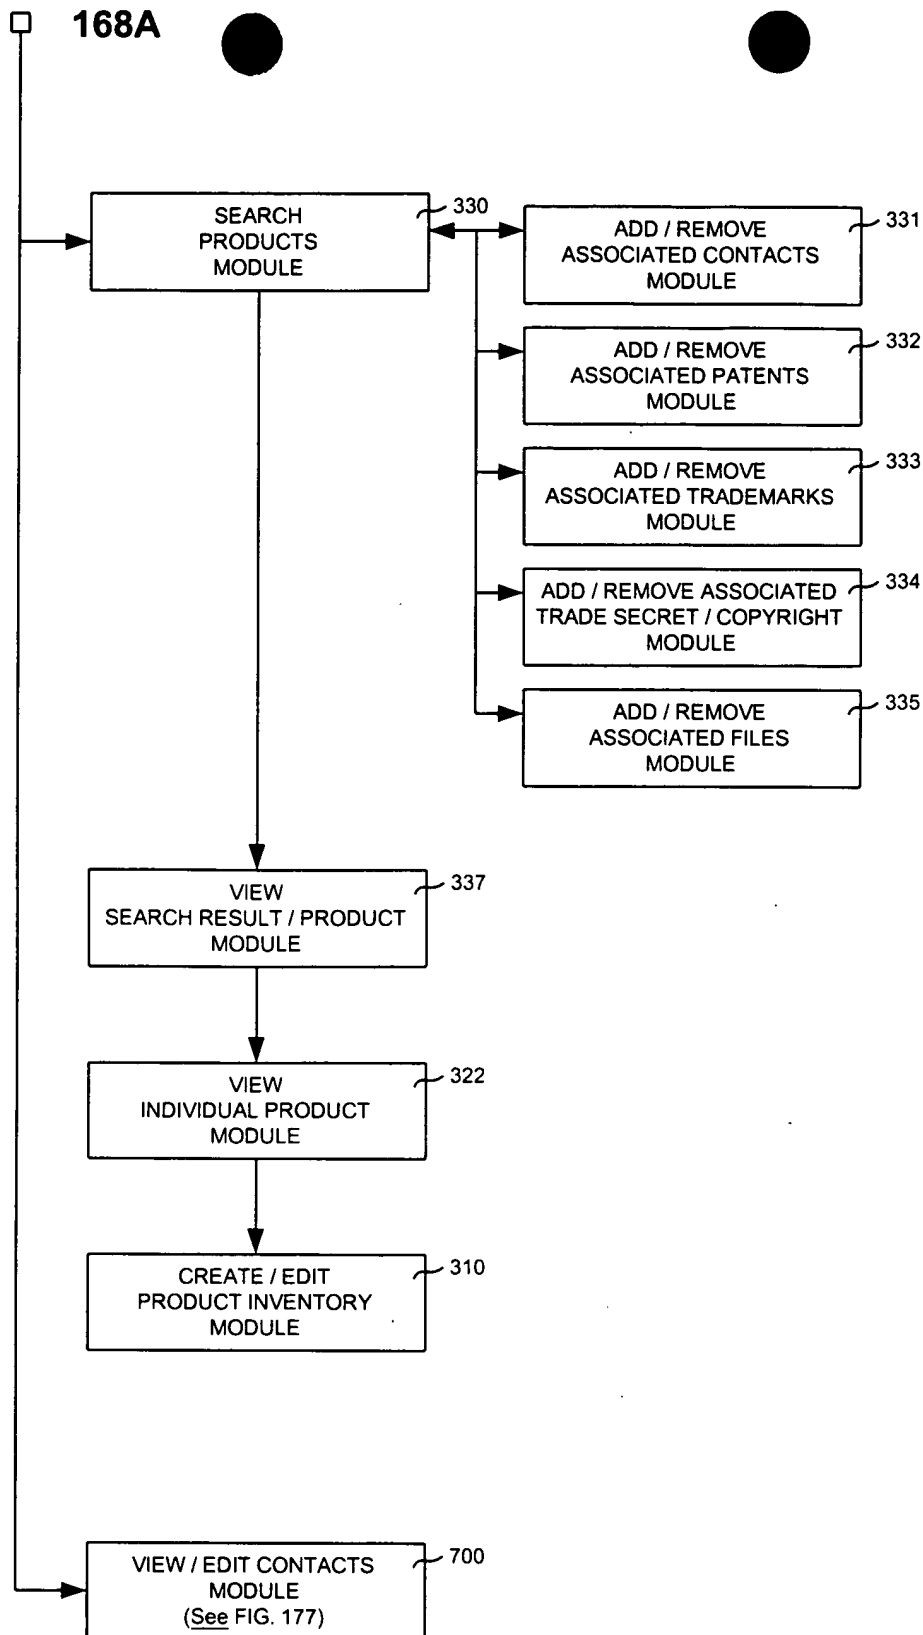 168A
SEARCH
PRODUCTS
MODULE
330
ADD / REMOVE
ASSOCIATED CONTACTS
MODULE
331
ADD / REMOVE
ASSOCIATED PATENTS
MODULE
332
ADD / REMOVE
ASSOCIATED TRADEMARKS
MODULE
333
ADD / REMOVE ASSOCIATED
TRADE SECRET / COPYRIGHT
MODULE
334
ADD / REMOVE
ASSOCIATED FILES
MODULE
335
VIEW
SEARCH RESULT / PRODUCT
MODULE
337
VIEW
INDIVIDUAL PRODUCT
MODULE
322
CREATE / EDIT
PRODUCT INVENTORY
MODULE
310
VIEW / EDIT CONTACTS
MODULE
(See FIG. 177)
700